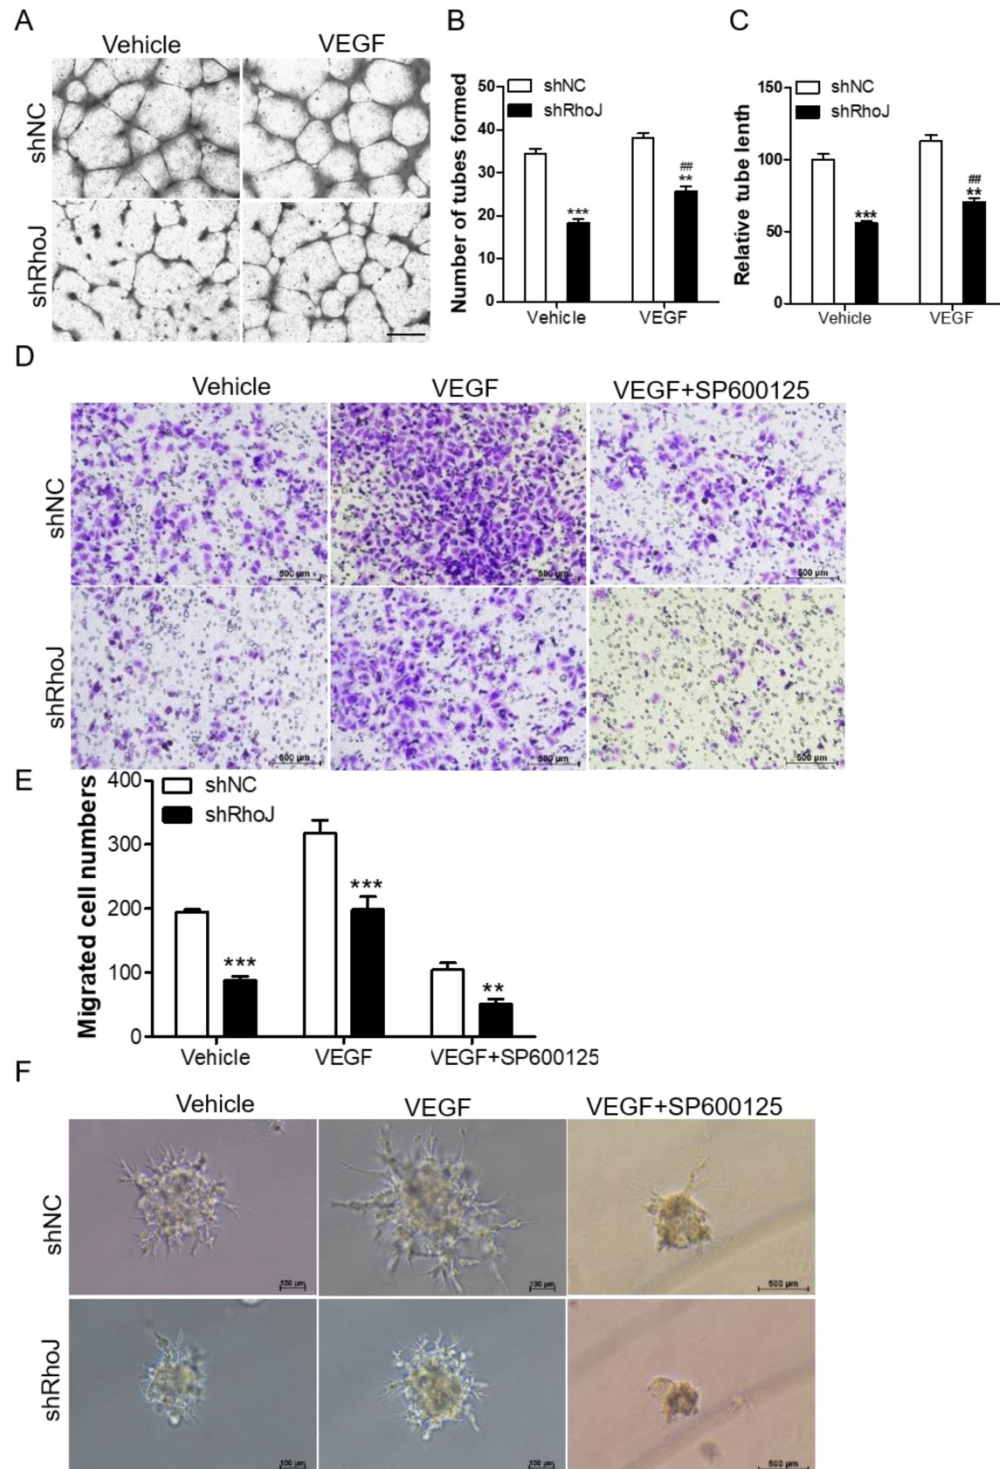 A
Vehicle VEGF
shNC
shRhoJ
B
Number of tubes formed
50
40
30
20
10
0
shNC
shRhoJ
***
##
**
Vehicle VEGF
C
Relative tube lenth
150
100
50
0
shNC
shRhoJ
***
##
**
Vehicle VEGF
D
Vehicle VEGF VEGF+SP600125
shNC
500 µm 500 µm 500 µm
shRhoJ
500 µm 500 µm 500 µm
E
Migrated cell numbers
400
300
200
100
0
shNC
shRhoJ
***
***
**
Vehicle VEGF VEGF+SP600125
F
Vehicle VEGF VEGF+SP600125
shNC
100 µm 100 µm 500 µm
shRhoJ
100 µm 100 µm 500 µm